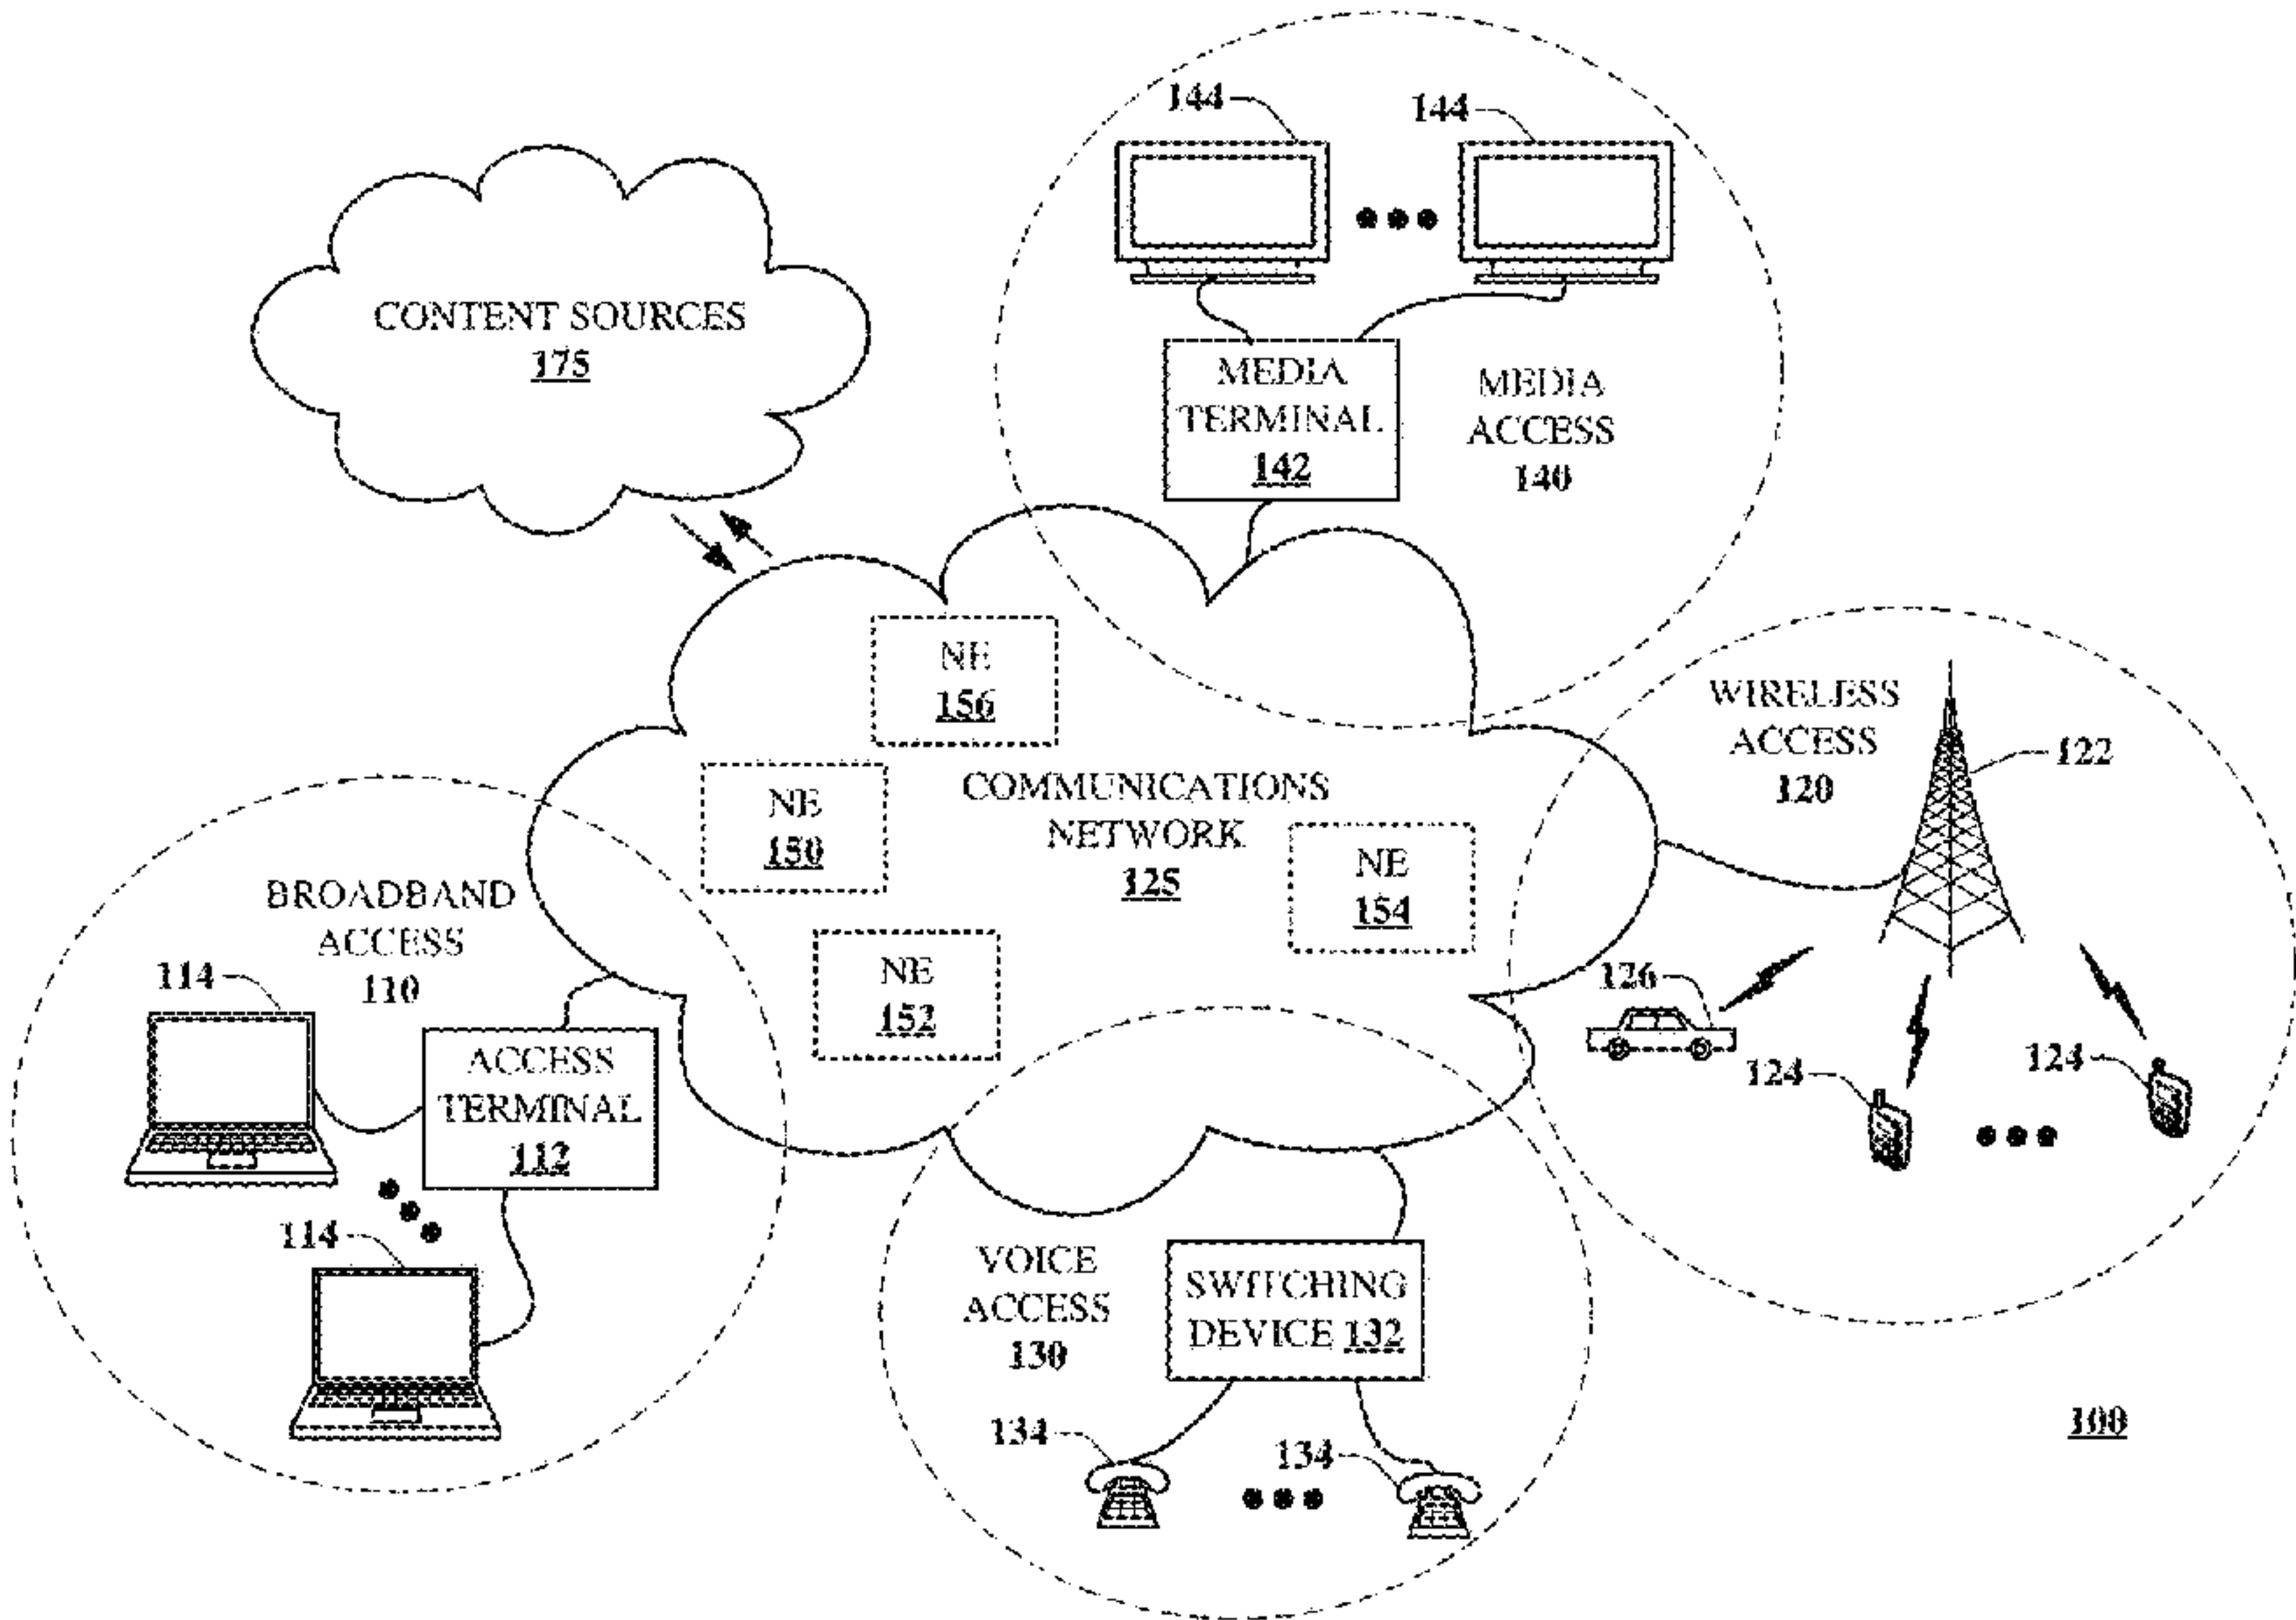 144
144
CONTENT SOURCES
175
MEDIA
TERMINAL
142
MEDIA
ACCESS
140
NE
156
WIRELESS
ACCESS
120
122
COMMUNICATIONS
NETWORK
125
NE
150
NE
154
BROADBAND
ACCESS
110
NE
152
114
ACCESS
TERMINAL
112
126
124
124
114
VOICE
ACCESS
130
SWITCHING
DEVICE 132
134
134
100